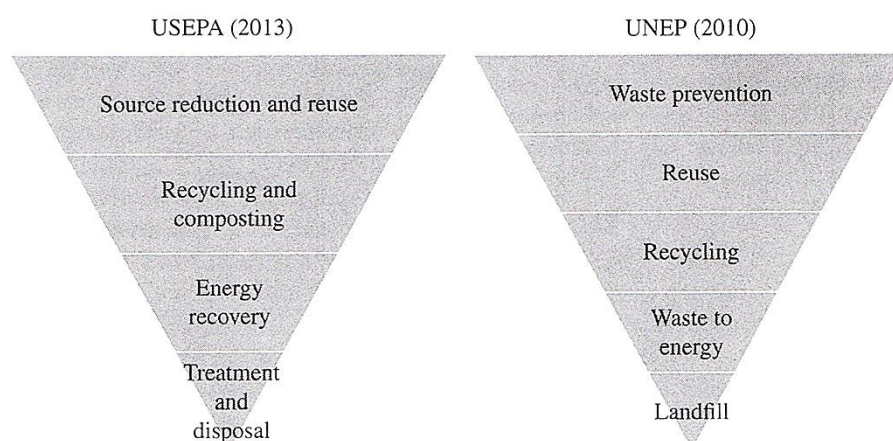 USEPA (2013)
Source reduction and reuse
Recycling and
composting
Energy
recovery
Treatment
and
disposal
UNEP (2010)
Waste prevention
Reuse
Recycling
Waste to
energy
Landfill